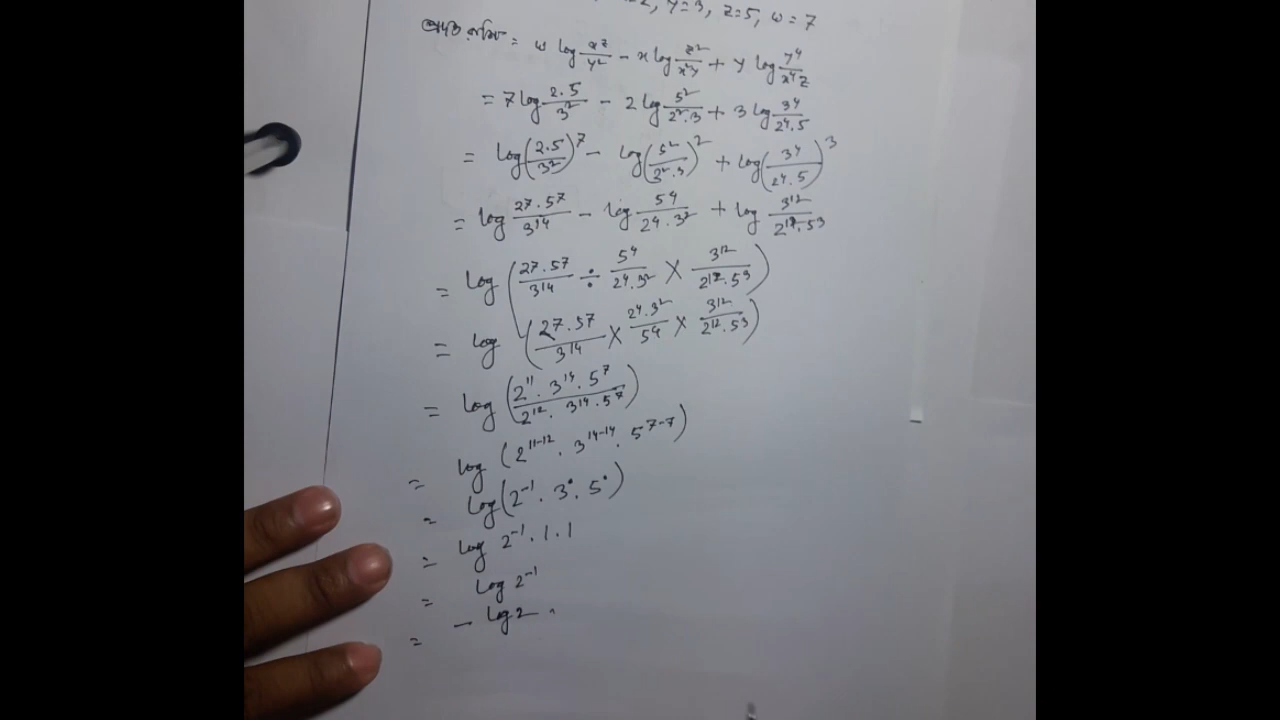 , y=3, z=5, w=7
= w log xz/y² − x log z²/x²y + y log y⁴/x⁴z
= 7 log 2.5/3² − 2 log 5²/2².3 + 3 log 3⁴/2⁴.5
= log(2.5/3²)⁷ − log(5²/2².3)² + log(3⁴/2⁴.5)³
= log 2⁷.5⁷/3¹⁴ − log 5⁴/2⁴.3² + log 3¹²/2¹².5³
= log (2⁷.5⁷/3¹⁴ ÷ 5⁴/2⁴.3² × 3¹²/2¹².5³)
= log (2⁷.5⁷/3¹⁴ × 2⁴.3²/5⁴ × 3¹²/2¹².5³)
= log (2¹¹.3¹⁴.5⁷/2¹².3¹⁴.5⁷)
= log (2¹¹⁻¹².3¹⁴⁻¹⁴.5⁷⁻⁷)
= log(2⁻¹.3⁰.5⁰)
= log 2⁻¹.1.1
= log 2⁻¹
= − log 2 .